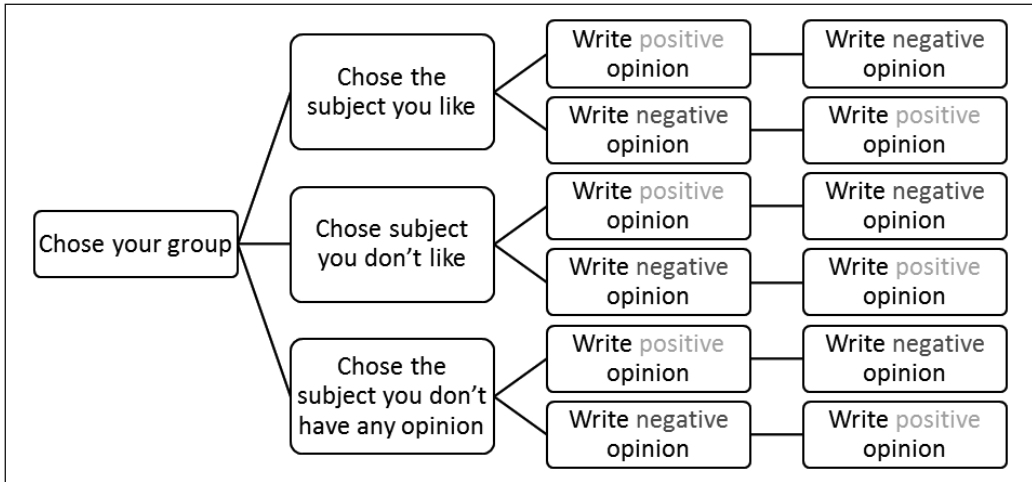 Chose your group
Chose the
subject you like
Write positive
opinion
Write negative
opinion
Write negative
opinion
Write positive
opinion
Chose subject
you don't like
Write positive
opinion
Write negative
opinion
Write negative
opinion
Write positive
opinion
Chose the
subject you don't
have any opinion
Write positive
opinion
Write negative
opinion
Write negative
opinion
Write positive
opinion